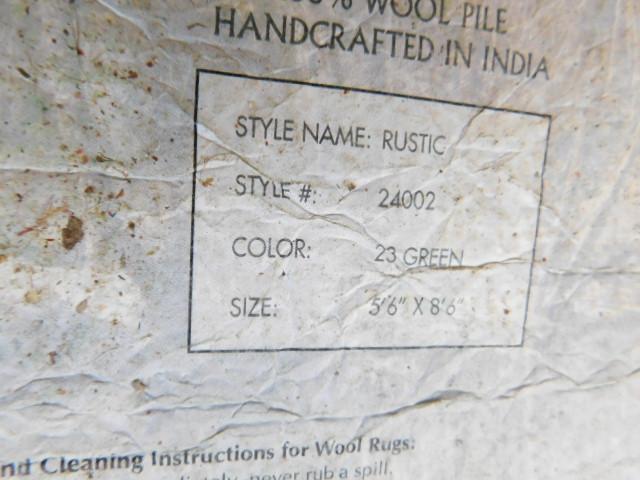 % WOOL PILE
HANDCRAFTED IN INDIA
STYLE NAME: RUSTIC
STYLE #: 24002
COLOR: 23 GREEN
SIZE: 5'6" X 8'6"
nd Cleaning Instructions for Wool Rugs:
never rub a spill.